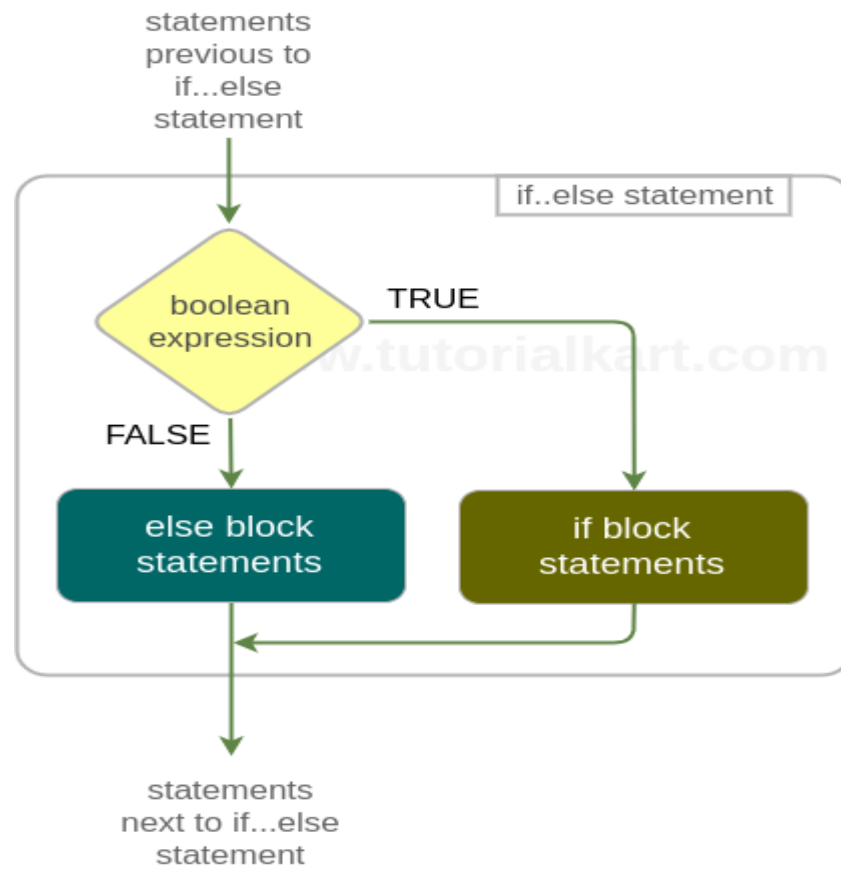 statements
previous to
if...else
statement
if..else statement
boolean
expression
TRUE
w.tutorialkart.com
FALSE
else block
statements
if block
statements
statements
next to if...else
statement